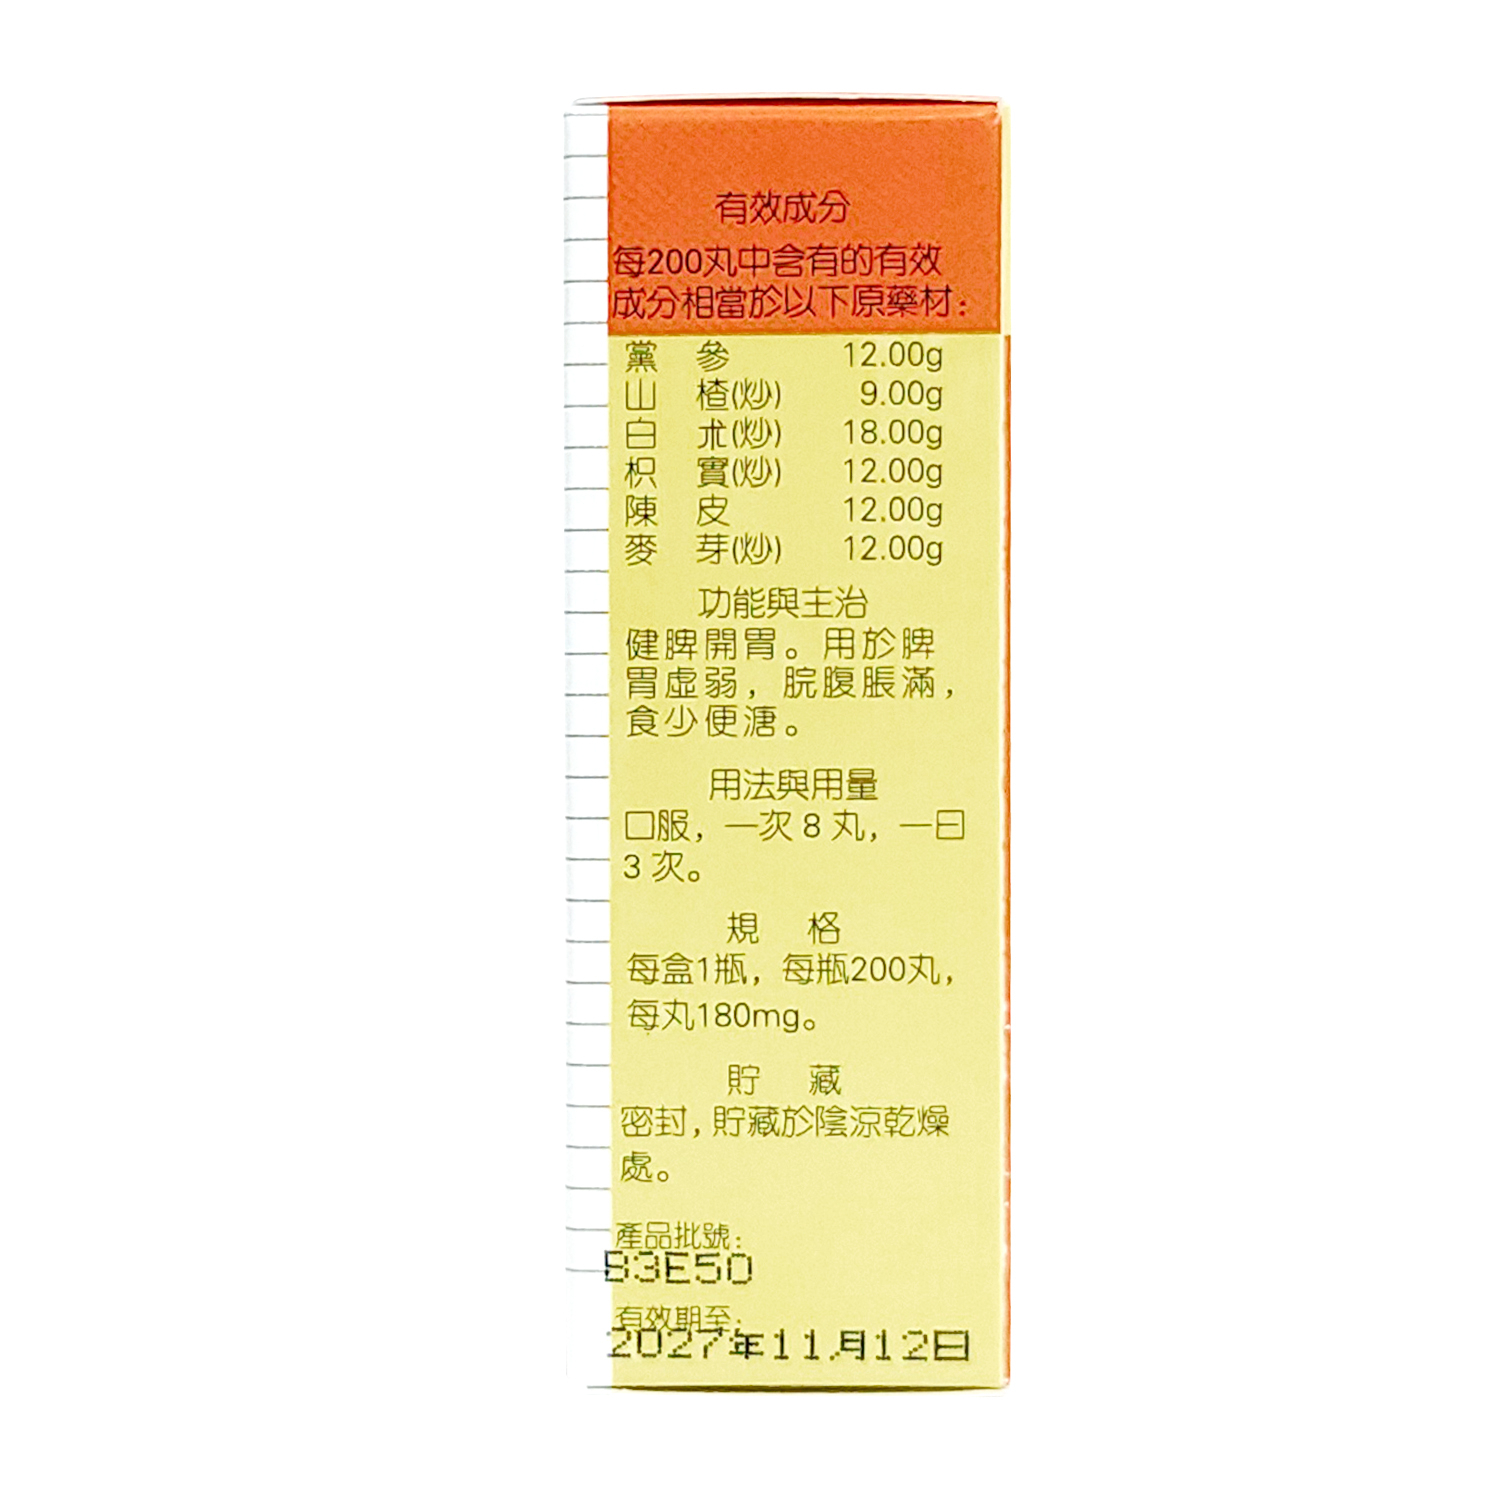 有效成分
每200丸中含有的有效
成分相當於以下原藥材：
黨 參 12.00g
山 楂(炒) 9.00g
白 朮(炒) 18.00g
枳 實(炒) 12.00g
陳 皮 12.00g
麥 芽(炒) 12.00g
功能與主治
健脾開胃。用於脾
胃虛弱，脘腹脹滿，
食少便溏。
用法與用量
口服，一次 8 丸，一日
3 次。
規 格
每盒1瓶，每瓶200丸，
每丸180mg。
貯 藏
密封，貯藏於陰涼乾燥
處。
產品批號：
B3E50
有效期至：
2027年11月12日